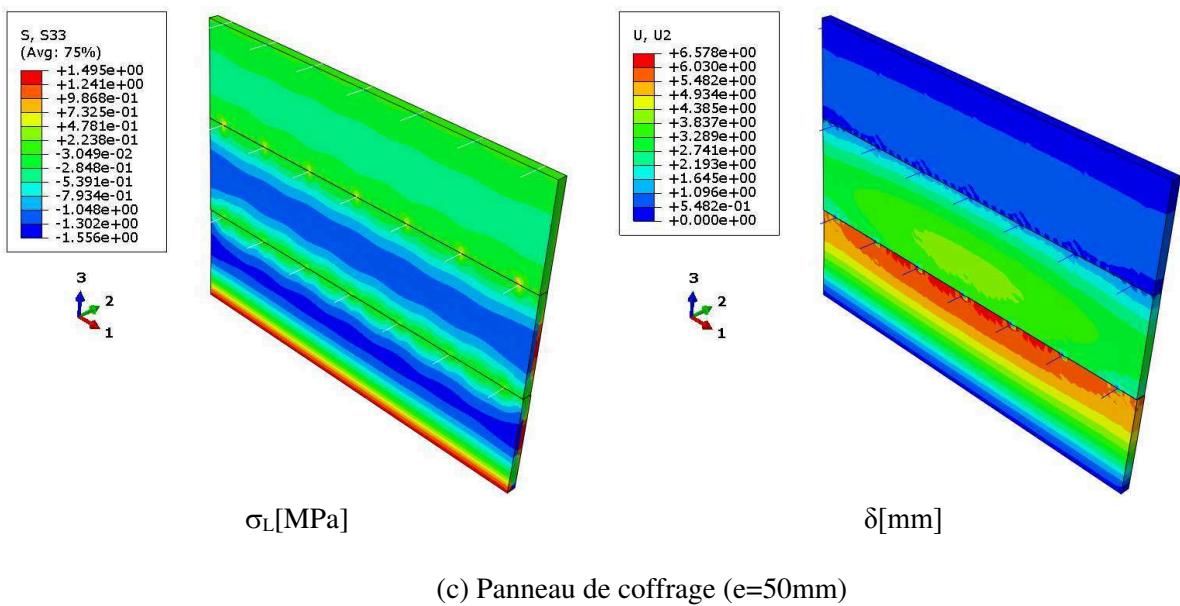 S, S33
(Avg: 75%)
+1.495e+00
+1.241e+00
+9.868e-01
+7.325e-01
+4.781e-01
+2.238e-01
-3.049e-02
-2.848e-01
-5.391e-01
-7.934e-01
-1.048e+00
-1.302e+00
-1.556e+00
3
2
1
σL[MPa]
U, U2
+6.578e+00
+6.030e+00
+5.482e+00
+4.934e+00
+4.385e+00
+3.837e+00
+3.289e+00
+2.741e+00
+2.193e+00
+1.645e+00
+1.096e+00
+5.482e-01
+0.000e+00
3
2
1
δ[mm]
(c) Panneau de coffrage (e=50mm)